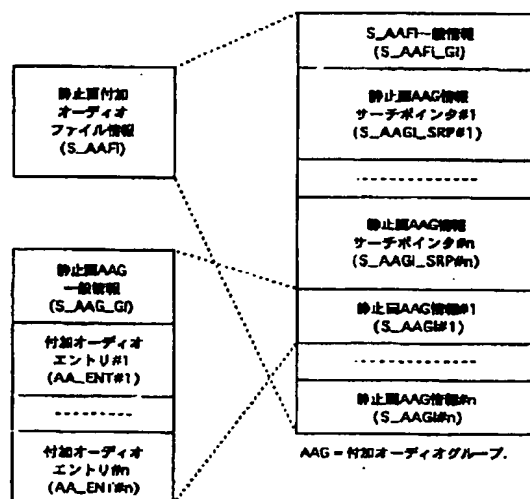 静止画付加
オーディオ
ファイル情報
(S_AAFI)
S_AAFI一般情報
(S_AAFI_GI)
静止画AAG情報
サーチポインタ#1
(S_AAGI_SRP#1)
静止画AAG情報
サーチポインタ#n
(S_AAGI_SRP#n)
静止画AAG情報#1
(S_AAGI#1)
静止画AAG情報#n
(S_AAGI#n)
静止画AAG
一般情報
(S_AAG_GI)
付加オーディオ
エントリ#1
(AA_ENT#1)
付加オーディオ
エントリ#n
(AA_ENT#n)
AAG = 付加オーディオグループ.